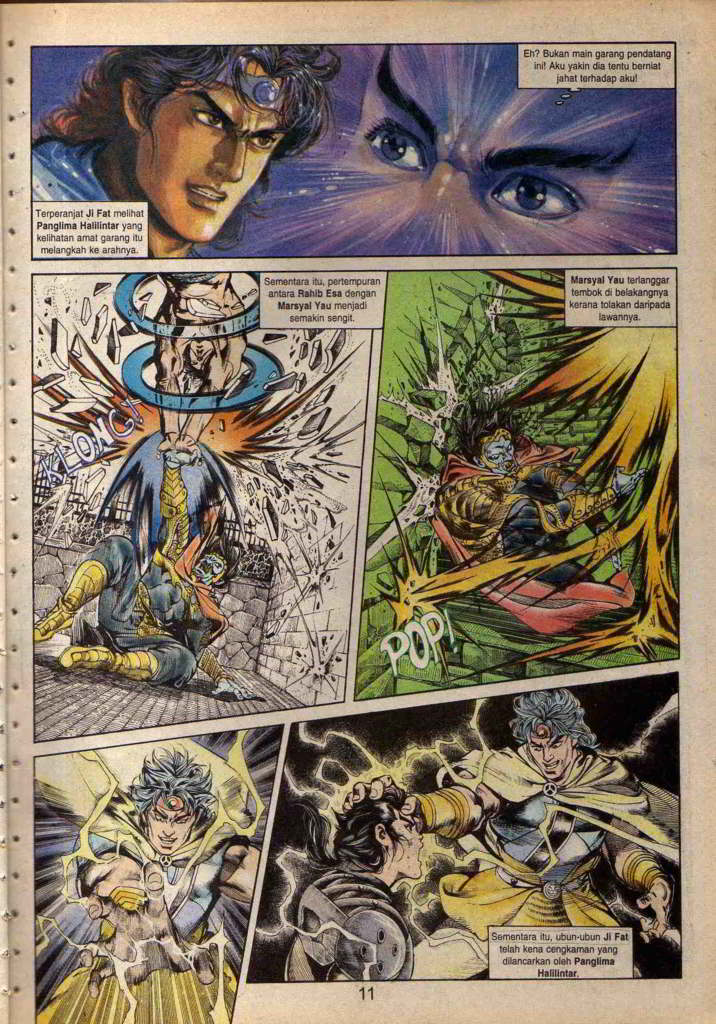 Eh? Bukan main garang pendatang
ini! Aku yakin dia tentu berniat
jahat terhadap aku!
Terperanjat Ji Fat melihat
Panglima Halilintar yang
kelihatan amat garang itu
melangkah ke arahnya.
Sementara itu, pertempuran
antara Rahib Esa dengan
Marsyal Yau menjadi
semakin sengit.
KLONG!
Marsyal Yau terlanggar
tembok di belakangnya
kerana tolakan daripada
lawannya.
POP!
Sementara itu, ubun-ubun Ji Fat
telah kena cengkaman yang
dilancarkan oleh Panglima
Halilintar.
11